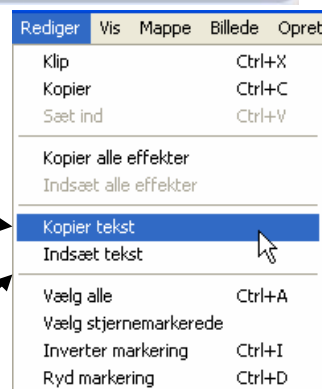 Rediger Vis Mappe Billede Opret
Klip Ctrl+X
Kopier Ctrl+C
Sæt ind Ctrl+V
Kopier alle effekter
Indsæt alle effekter
Kopier tekst
Indsæt tekst
Vælg alle Ctrl+A
Vælg stjernemarkerede
Inverter markering Ctrl+I
Ryd markering Ctrl+D